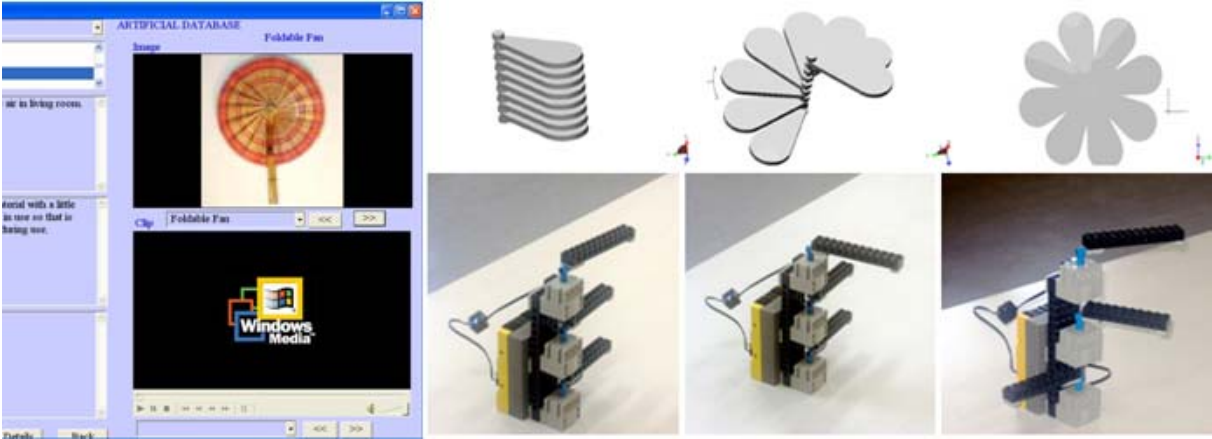 ARTIFICIAL DATABASE
Foldable Fan
Image
air in living room.
terial with a little
in use so that is
during use.
Clip
Foldable Fan
<<
>>
Windows
Media
<<
>>
Details
Back